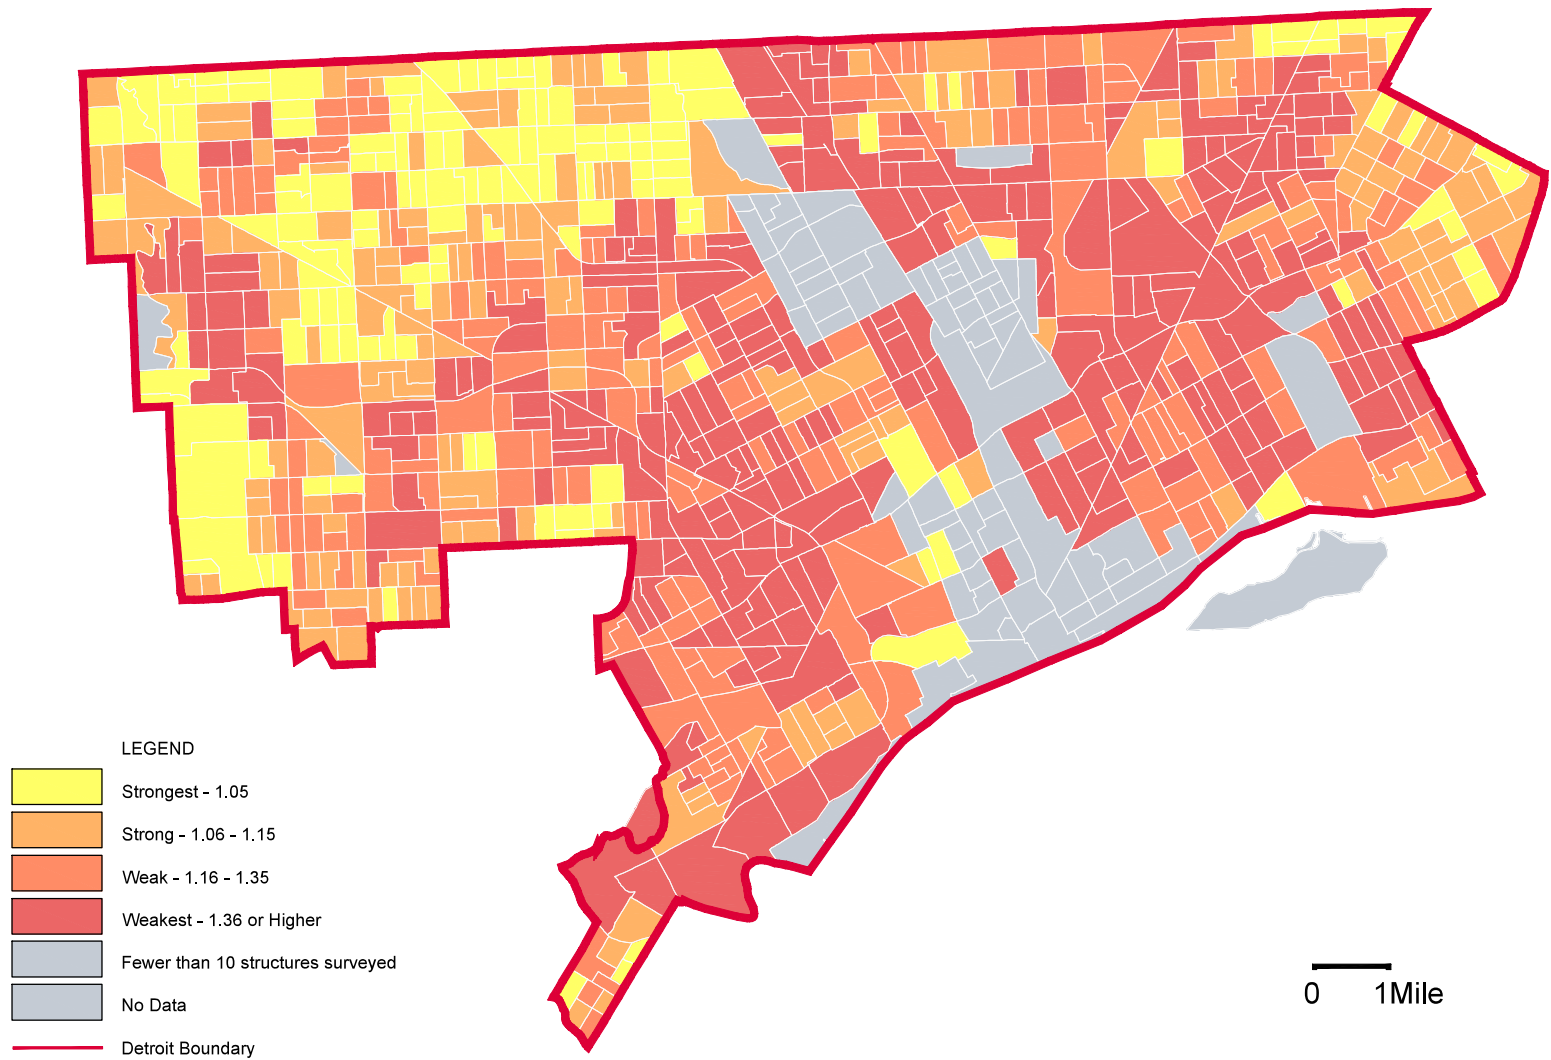 LEGEND
Strongest - 1.05
Strong - 1.06 - 1.15
Weak - 1.16 - 1.35
Weakest - 1.36 or Higher
Fewer than 10 structures surveyed
No Data
Detroit Boundary
0 1Mile